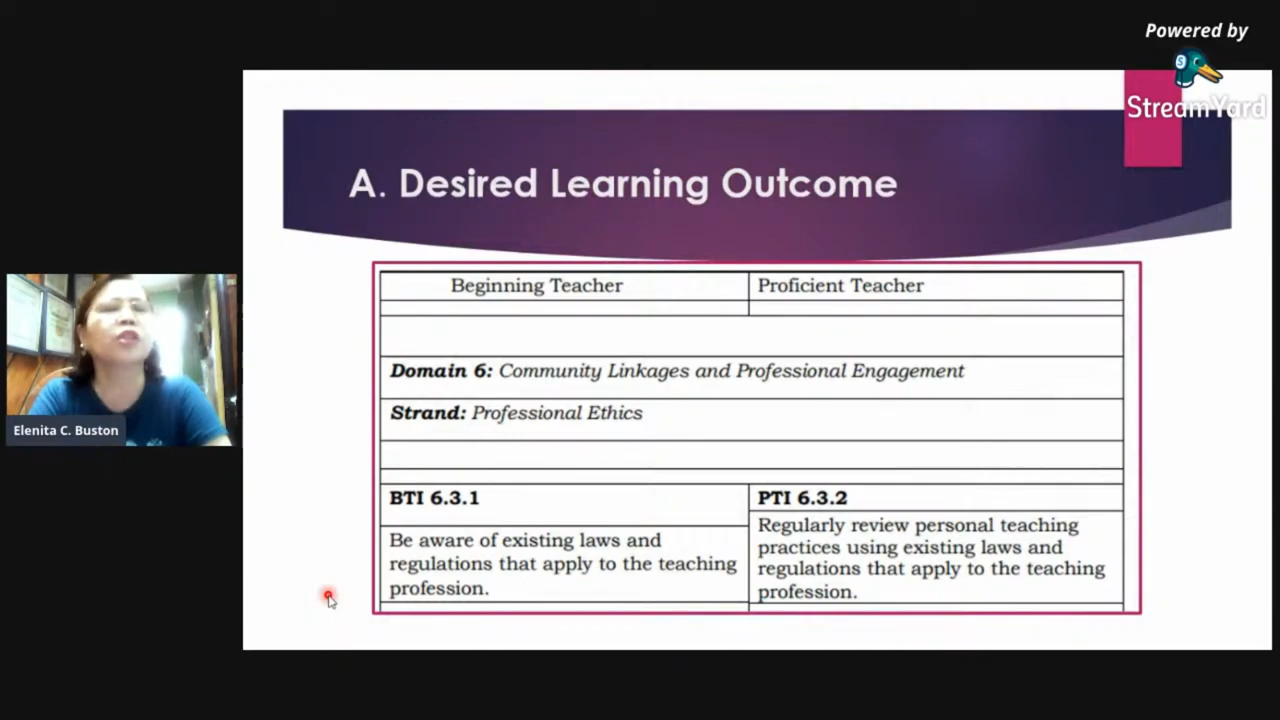 Powered by
StreamYard
A. Desired Learning Outcome
Beginning Teacher
Proficient Teacher
Domain 6: Community Linkages and Professional Engagement
Strand: Professional Ethics
BTI 6.3.1
Be aware of existing laws and
regulations that apply to the teaching
profession.
PTI 6.3.2
Regularly review personal teaching
practices using existing laws and
regulations that apply to the teaching
profession.
Elenita C. Buston